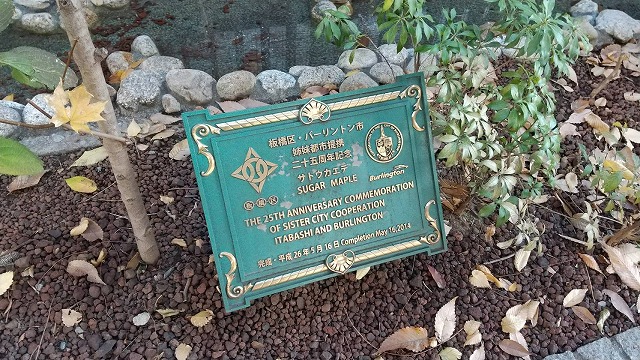 板橋区・バーリントン市
姉妹都市提携
二十五周年記念
サトウカエデ
SUGAR MAPLE
Burlington
板橋区
THE 25TH ANNIVERSARY COMMEMORATION
OF SISTER CITY COOPERATION
ITABASHI AND BURLINGTON
完成・平成26年5月16日 Completion May 16, 2014